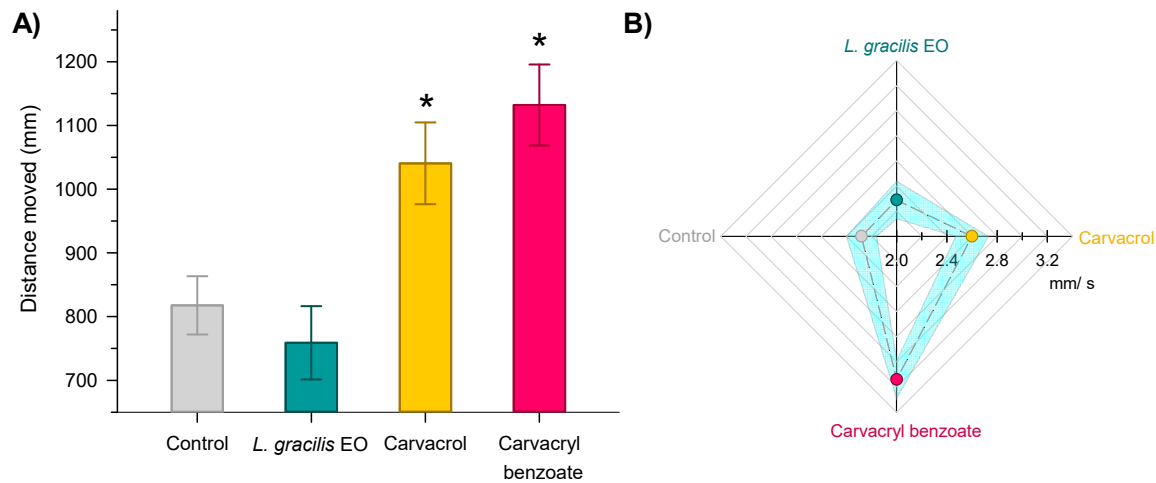 A)
Distance moved (mm)
1200
1100
1000
900
800
700
*
*
Control
L. gracilis EO
Carvacrol
Carvacryl
benzoate
B)
L. gracilis EO
Control
Carvacrol
2.0
2.4
2.8
3.2
mm/ s
Carvacryl benzoate